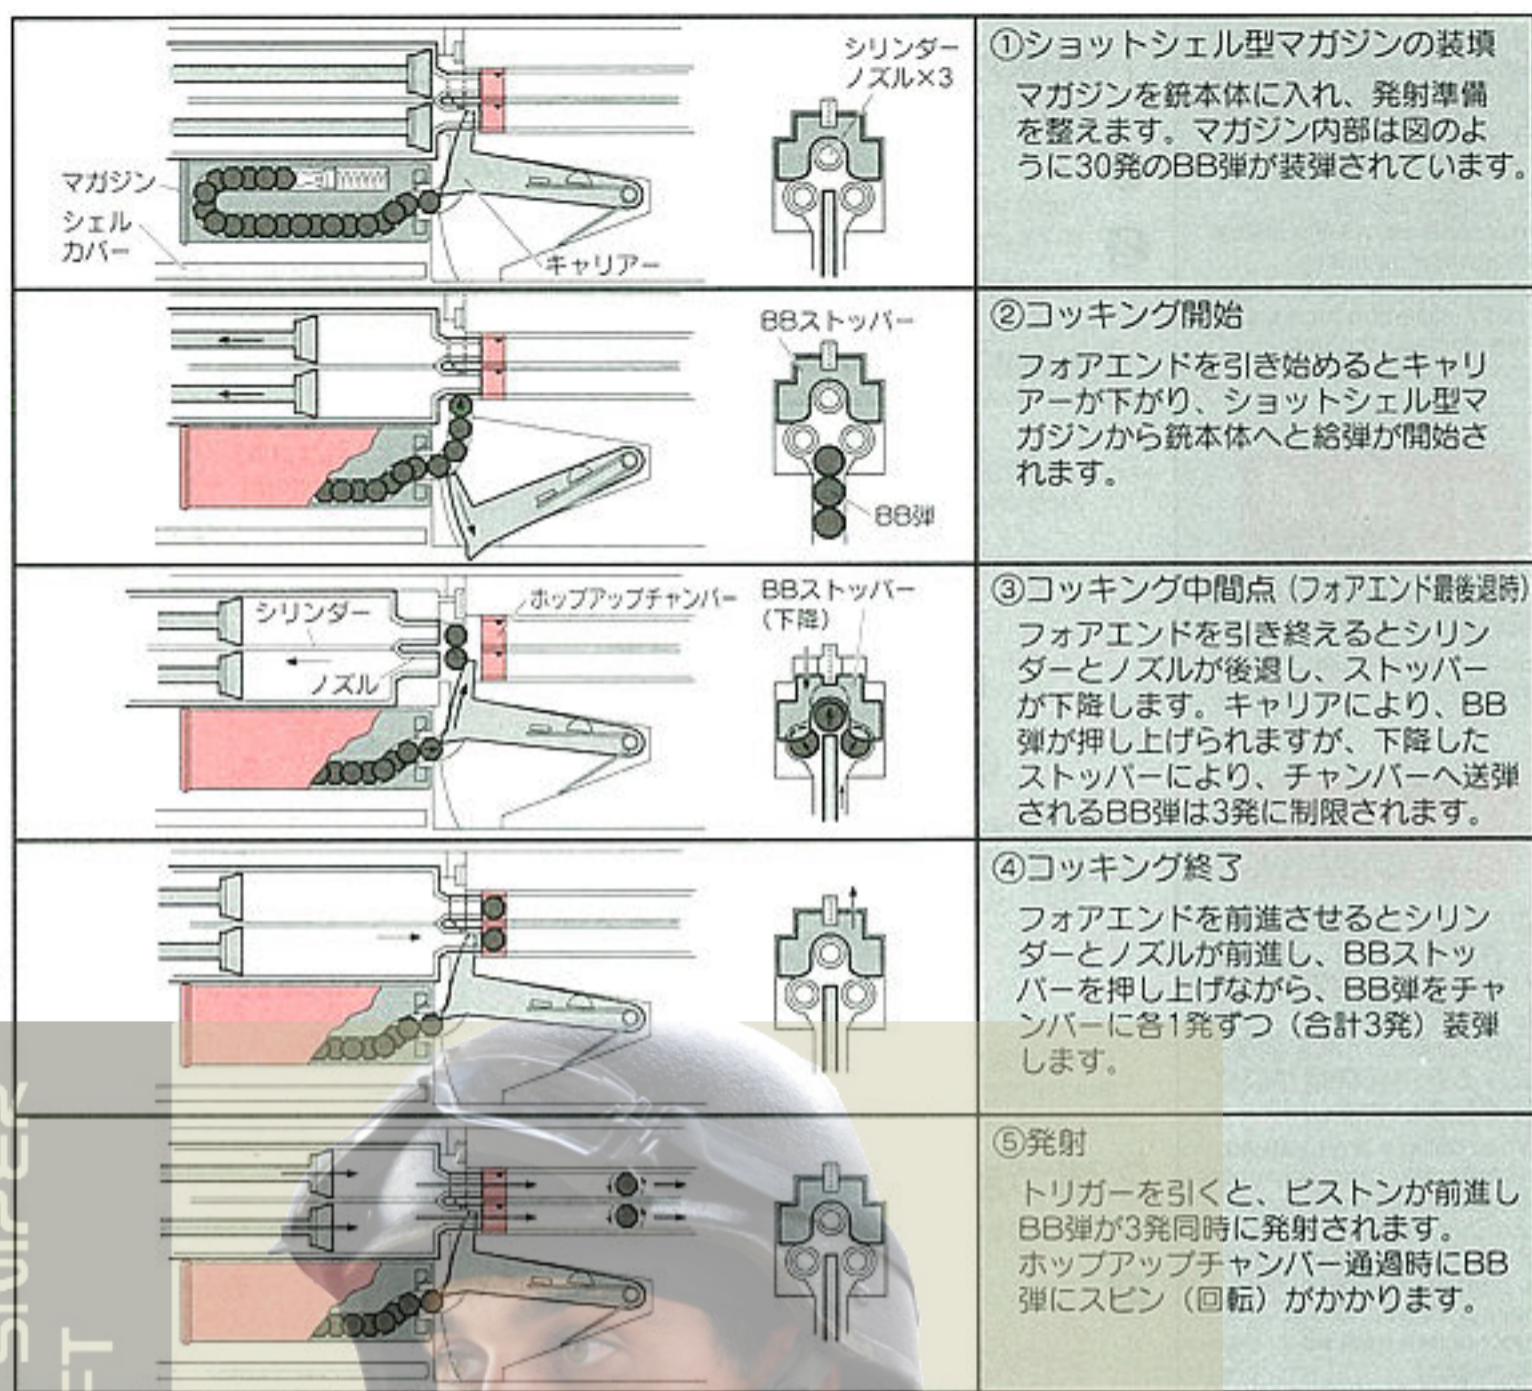 シリンダー
ノズル×3
マガジン
シェル
カバー
キャリアー
①ショットシェル型マガジンの装填
マガジンを銃本体に入れ、発射準備
を整えます。マガジン内部は図のよ
うに30発のBB弾が装弾されています。
BBストッパー
BB弾
②コッキング開始
フォアエンドを引き始めるとキャリ
アーが下がり、ショットシェル型マ
ガジンから銃本体へと給弾が開始さ
れます。
シリンダー
ノズル
ホップアップチャンバー
BBストッパー
(下降)
③コッキング中間点(フォアエンド最後退時)
フォアエンドを引き終えるとシリン
ダーとノズルが後退し、ストッパー
が下降します。キャリアにより、BB
弾が押し上げられますが、下降した
ストッパーにより、チャンバーへ送弾
されるBB弾は3発に制限されます。
④コッキング終了
フォアエンドを前進させるとシリン
ダーとノズルが前進し、BBストッ
パーを押し上げながら、BB弾をチャ
ンバーに各1発ずつ(合計3発)装弾
します。
⑤発射
トリガーを引くと、ピストンが前進し
BB弾が3発同時に発射されます。
ホップアップチャンバー通過時にBB
弾にスピン(回転)がかかります。
SNIPER